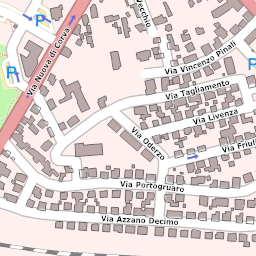 P
Vecchio
Via Nuova di Corva
Via Vincenzo Pinali
P
P
Via Tagliamento
Via Livenza
Via Oderzo
Via Friuli
Via Portogruaro
Via Azzano Decimo